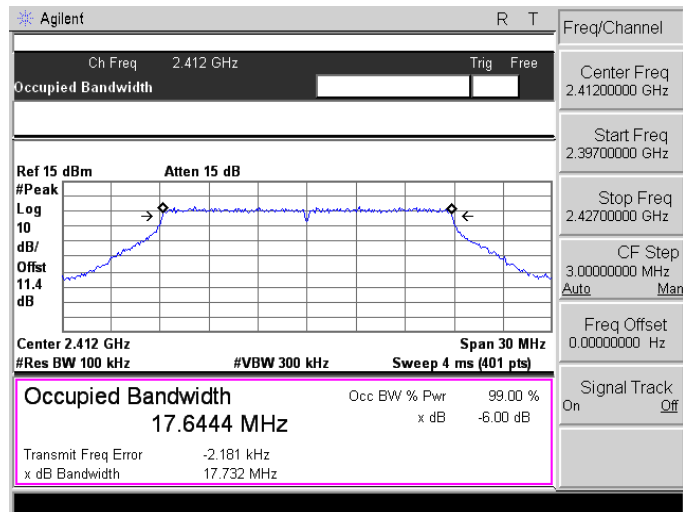 Agilent R T
Ch Freq 2.412 GHz Trig Free
Occupied Bandwidth
Ref 15 dBm Atten 15 dB
#Peak
Log
10
dB/
Offst
11.4
dB
Center 2.412 GHz Span 30 MHz
#Res BW 100 kHz #VBW 300 kHz Sweep 4 ms (401 pts)
Occupied Bandwidth Occ BW % Pwr 99.00 %
17.6444 MHz x dB -6.00 dB
Transmit Freq Error -2.181 kHz
x dB Bandwidth 17.732 MHz
Freq/Channel
Center Freq
2.41200000 GHz
Start Freq
2.39700000 GHz
Stop Freq
2.42700000 GHz
CF Step
3.00000000 MHz
Auto Man
Freq Offset
0.00000000 Hz
Signal Track
On Off